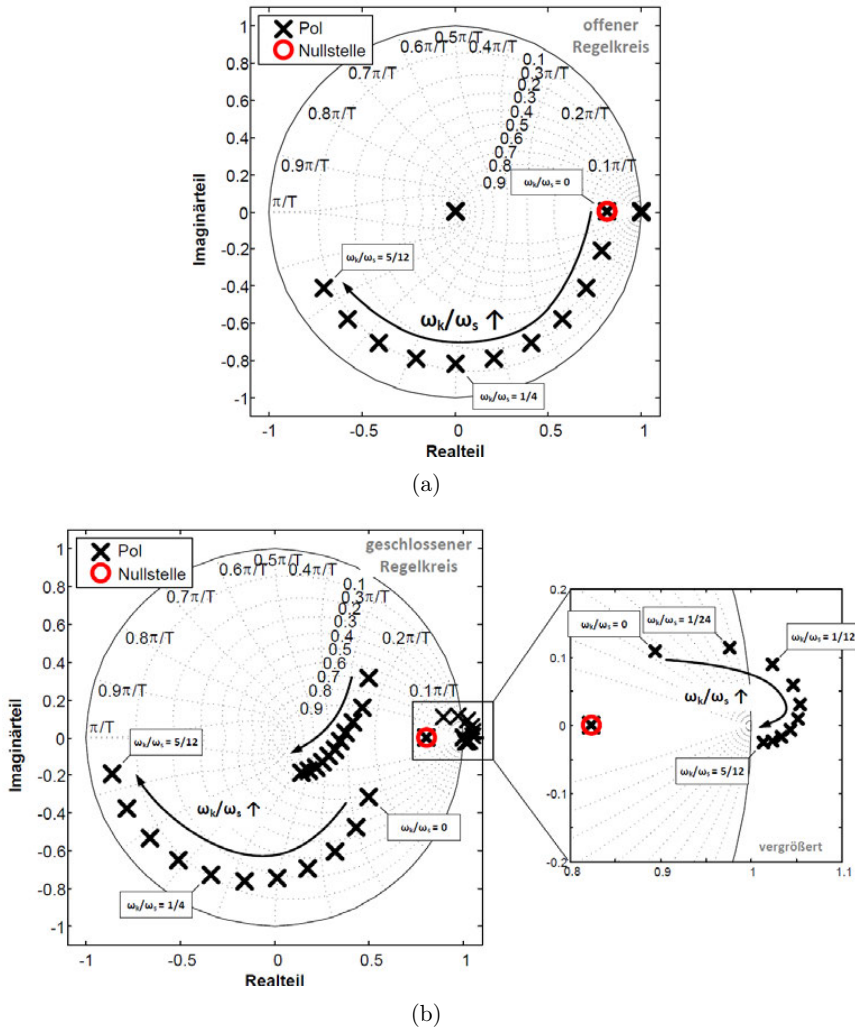 offener
Regelkreis
Pol
Nullstelle
1
0.8
0.6
0.4
0.2
0
-0.2
-0.4
-0.6
-0.8
-1
Imaginärteil
0.5π/T
0.6π/T
0.4π/T
0.7π/T
0.3π/T
0.8π/T
0.2π/T
0.9π/T
0.1π/T
π/T
0.1
0.2
0.3
0.4
0.5
0.6
0.7
0.8
0.9
ωk/ωs = 0
ωk/ωs = 5/12
ωk/ωs ↑
ωk/ωs = 1/4
-1
-0.5
0
0.5
1
Realteil
(a)
geschlossener
Regelkreis
Pol
Nullstelle
1
0.8
0.6
0.4
0.2
0
-0.2
-0.4
-0.6
-0.8
-1
Imaginärteil
0.5π/T
0.6π/T
0.4π/T
0.7π/T
0.3π/T
0.8π/T
0.2π/T
0.9π/T
0.1π/T
π/T
0.1
0.2
0.3
0.4
0.5
0.6
0.7
0.8
0.9
ωk/ωs = 5/12
ωk/ωs ↑
ωk/ωs = 0
ωk/ωs = 1/4
-1
-0.5
0
0.5
1
Realteil
0.2
0.1
0
-0.1
-0.2
ωk/ωs = 0
ωk/ωs = 1/24
ωk/ωs = 1/12
ωk/ωs ↑
ωk/ωs = 5/12
vergrößert
0.8
0.9
1
1.1
(b)